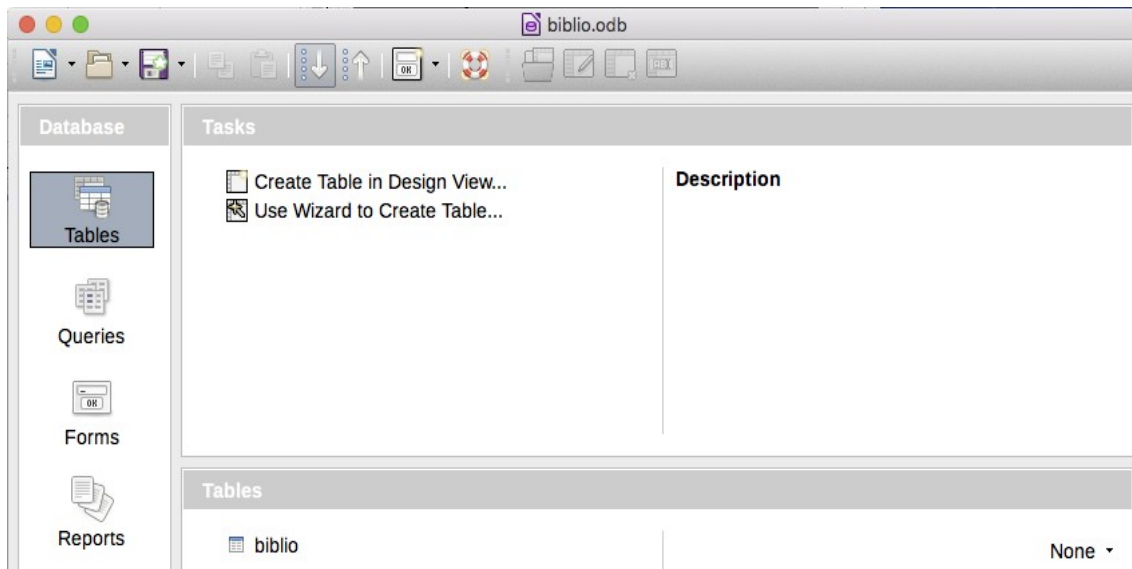 biblio.odb
Database
Tasks
Create Table in Design View...
Description
Use Wizard to Create Table...
Tables
Queries
Forms
Reports
Tables
biblio
None